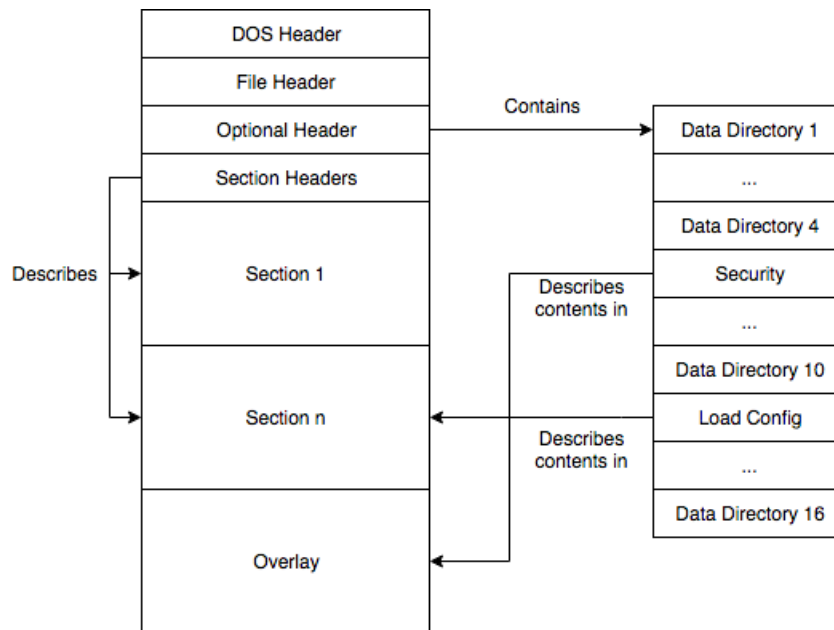 DOS Header
File Header
Optional Header
Section Headers
Section 1
Section n
Overlay
Describes
Contains
Describes
contents in
Describes
contents in
Data Directory 1
...
Data Directory 4
Security
...
Data Directory 10
Load Config
...
Data Directory 16